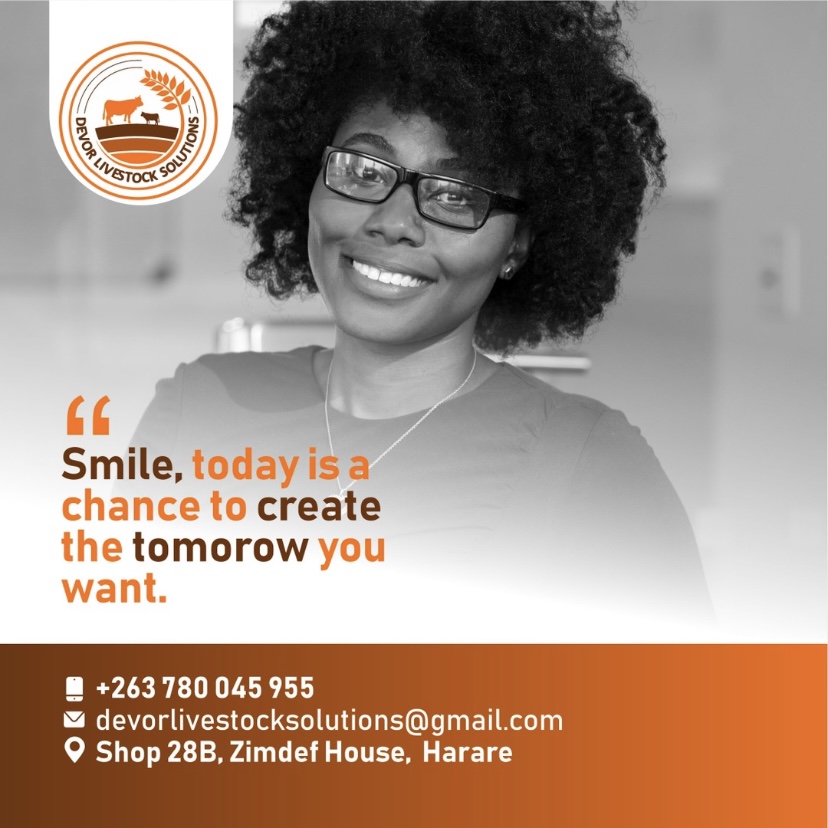 DEVOR LIVESTOCK SOLUTIONS
“
Smile, today is a
chance to create
the tomorow you
want.
+263 780 045 955
devorlivestocksolutions@gmail.com
Shop 28B, Zimdef House, Harare